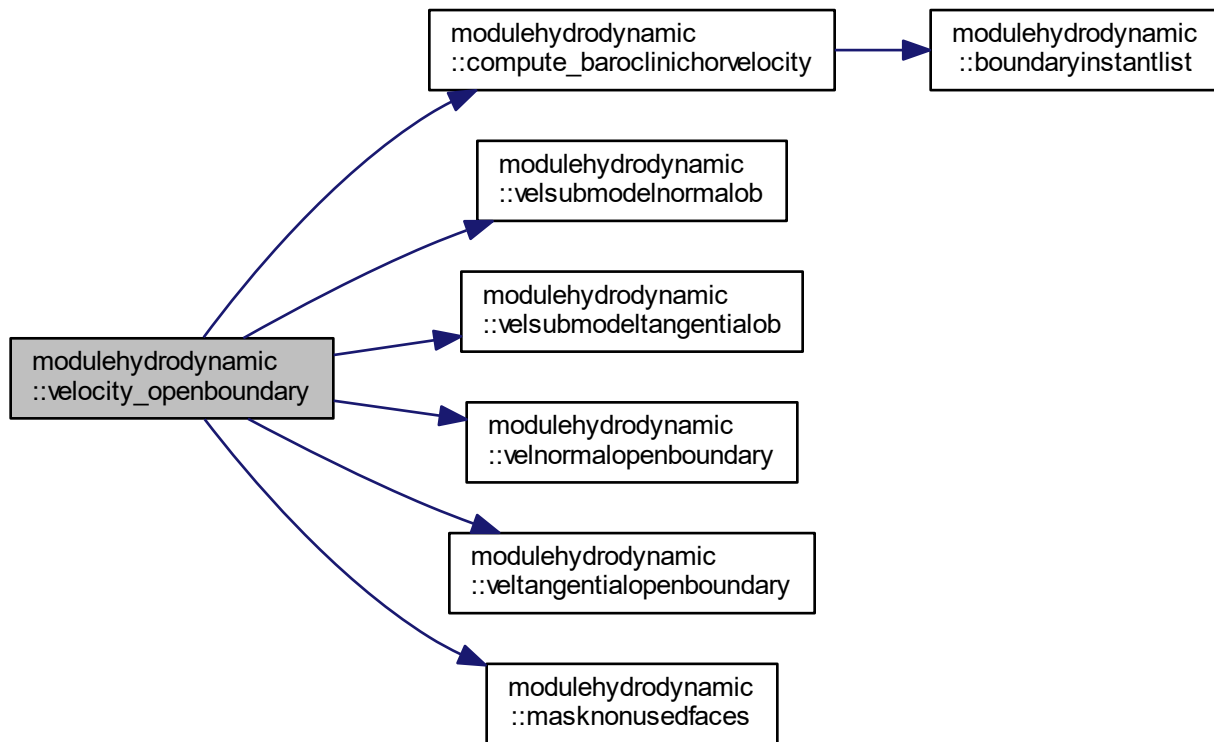 modulehydrodynamic
::velocity_openboundary
modulehydrodynamic
::compute_baroclinichorvelocity
modulehydrodynamic
::boundaryinstantlist
modulehydrodynamic
::velsubmodelnormalob
modulehydrodynamic
::velsubmodeltangentialob
modulehydrodynamic
::velnormalopenboundary
modulehydrodynamic
::veltangentialopenboundary
modulehydrodynamic
::masknonusedfaces